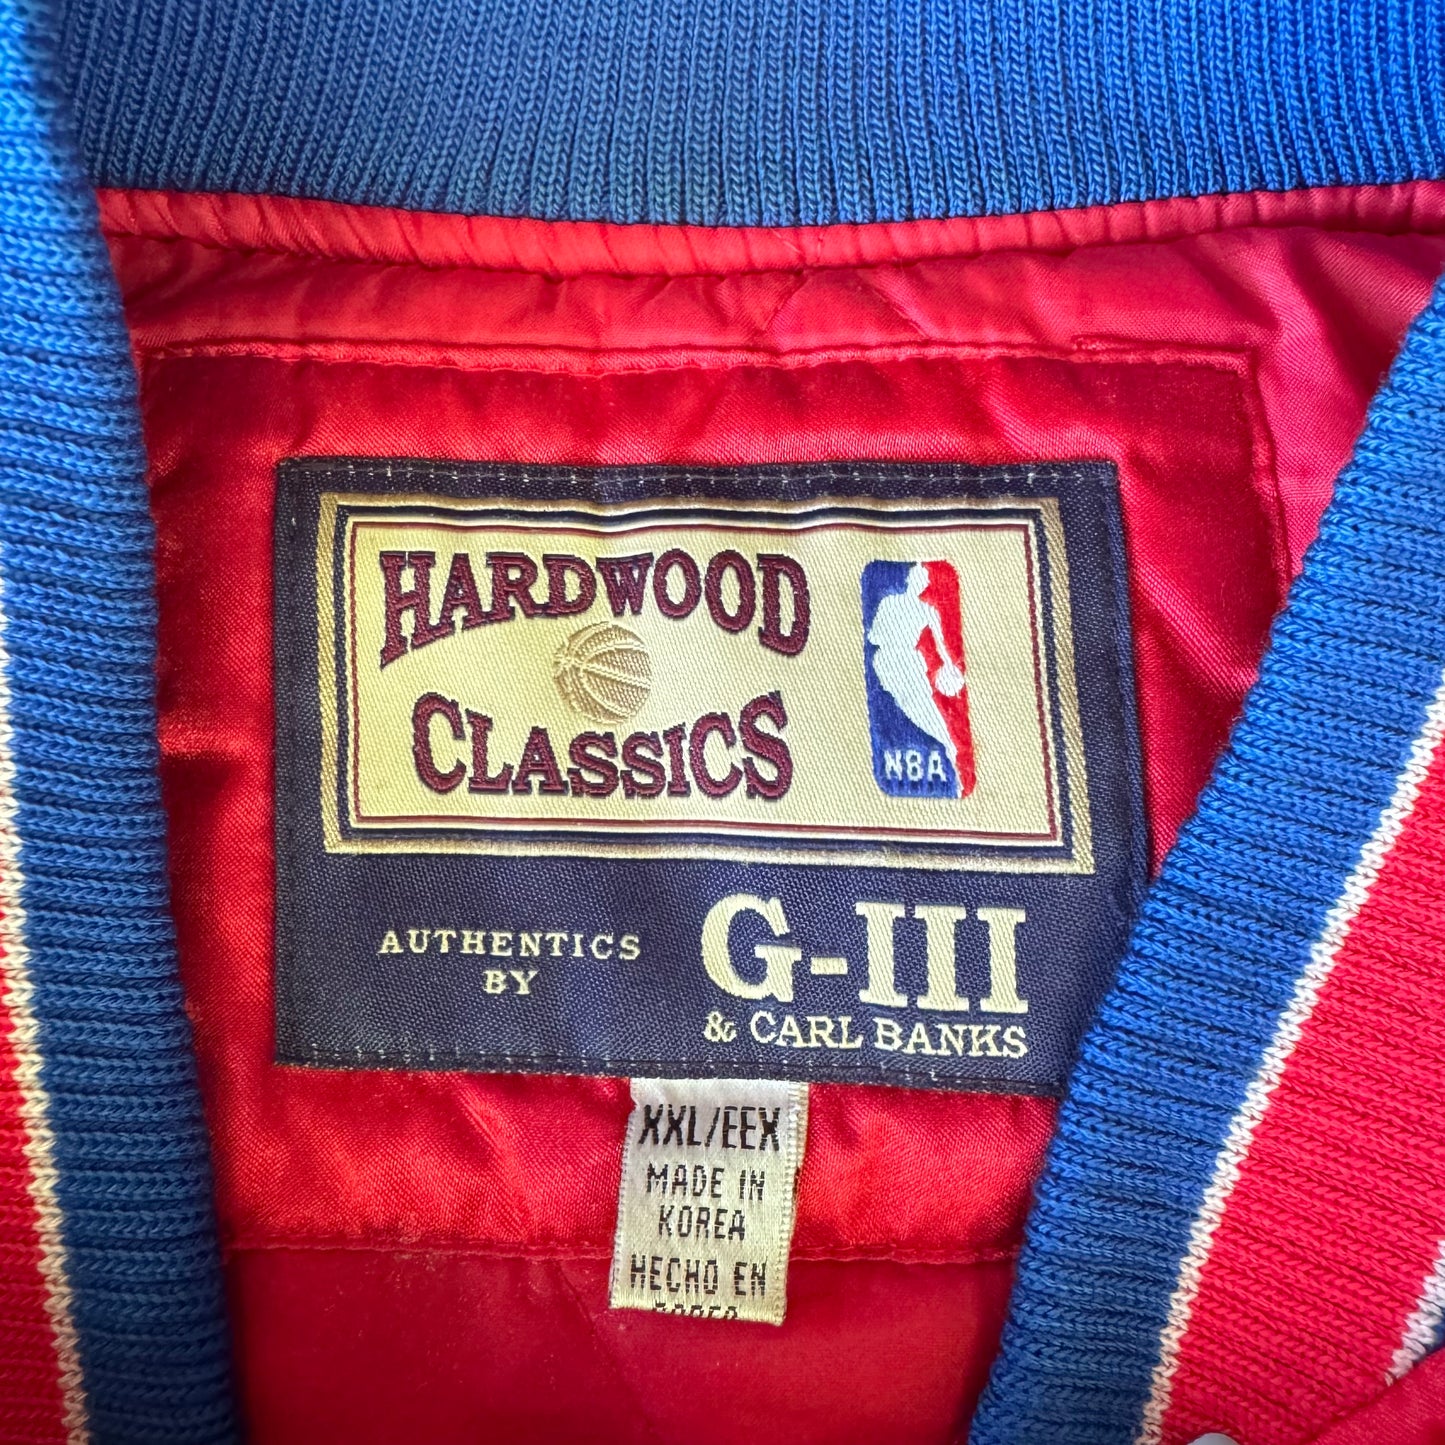 HARDWOOD
CLASSICS
NBA
AUTHENTICS
BY
G-III
& CARL BANKS
XXL/EEX
MADE IN
KOREA
HECHO EN